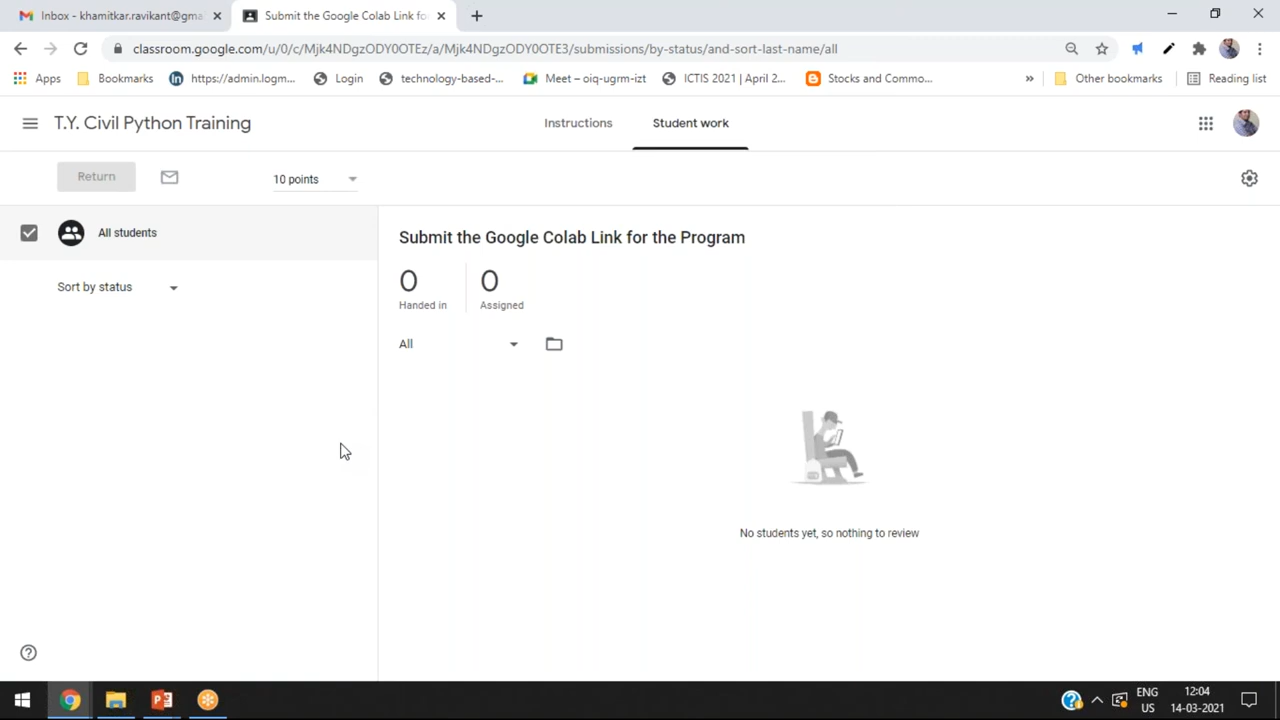 Inbox - khamitkar.ravikant@gma
Submit the Google Colab Link fo
classroom.google.com/u/0/c/Mjk4NDgzODY0OTEz/a/Mjk4NDgzODY0OTE3/submissions/by-status/and-sort-last-name/all
Apps
Bookmarks
https://admin.logm...
Login
technology-based-...
Meet – oiq-ugrm-izt
ICTIS 2021 | April 2...
Stocks and Commo...
»
Other bookmarks
Reading list
T.Y. Civil Python Training
Instructions
Student work
Return
10 points
All students
Submit the Google Colab Link for the Program
0
0
Handed in
Assigned
Sort by status
All
No students yet, so nothing to review
ENG
US
12:04
14-03-2021